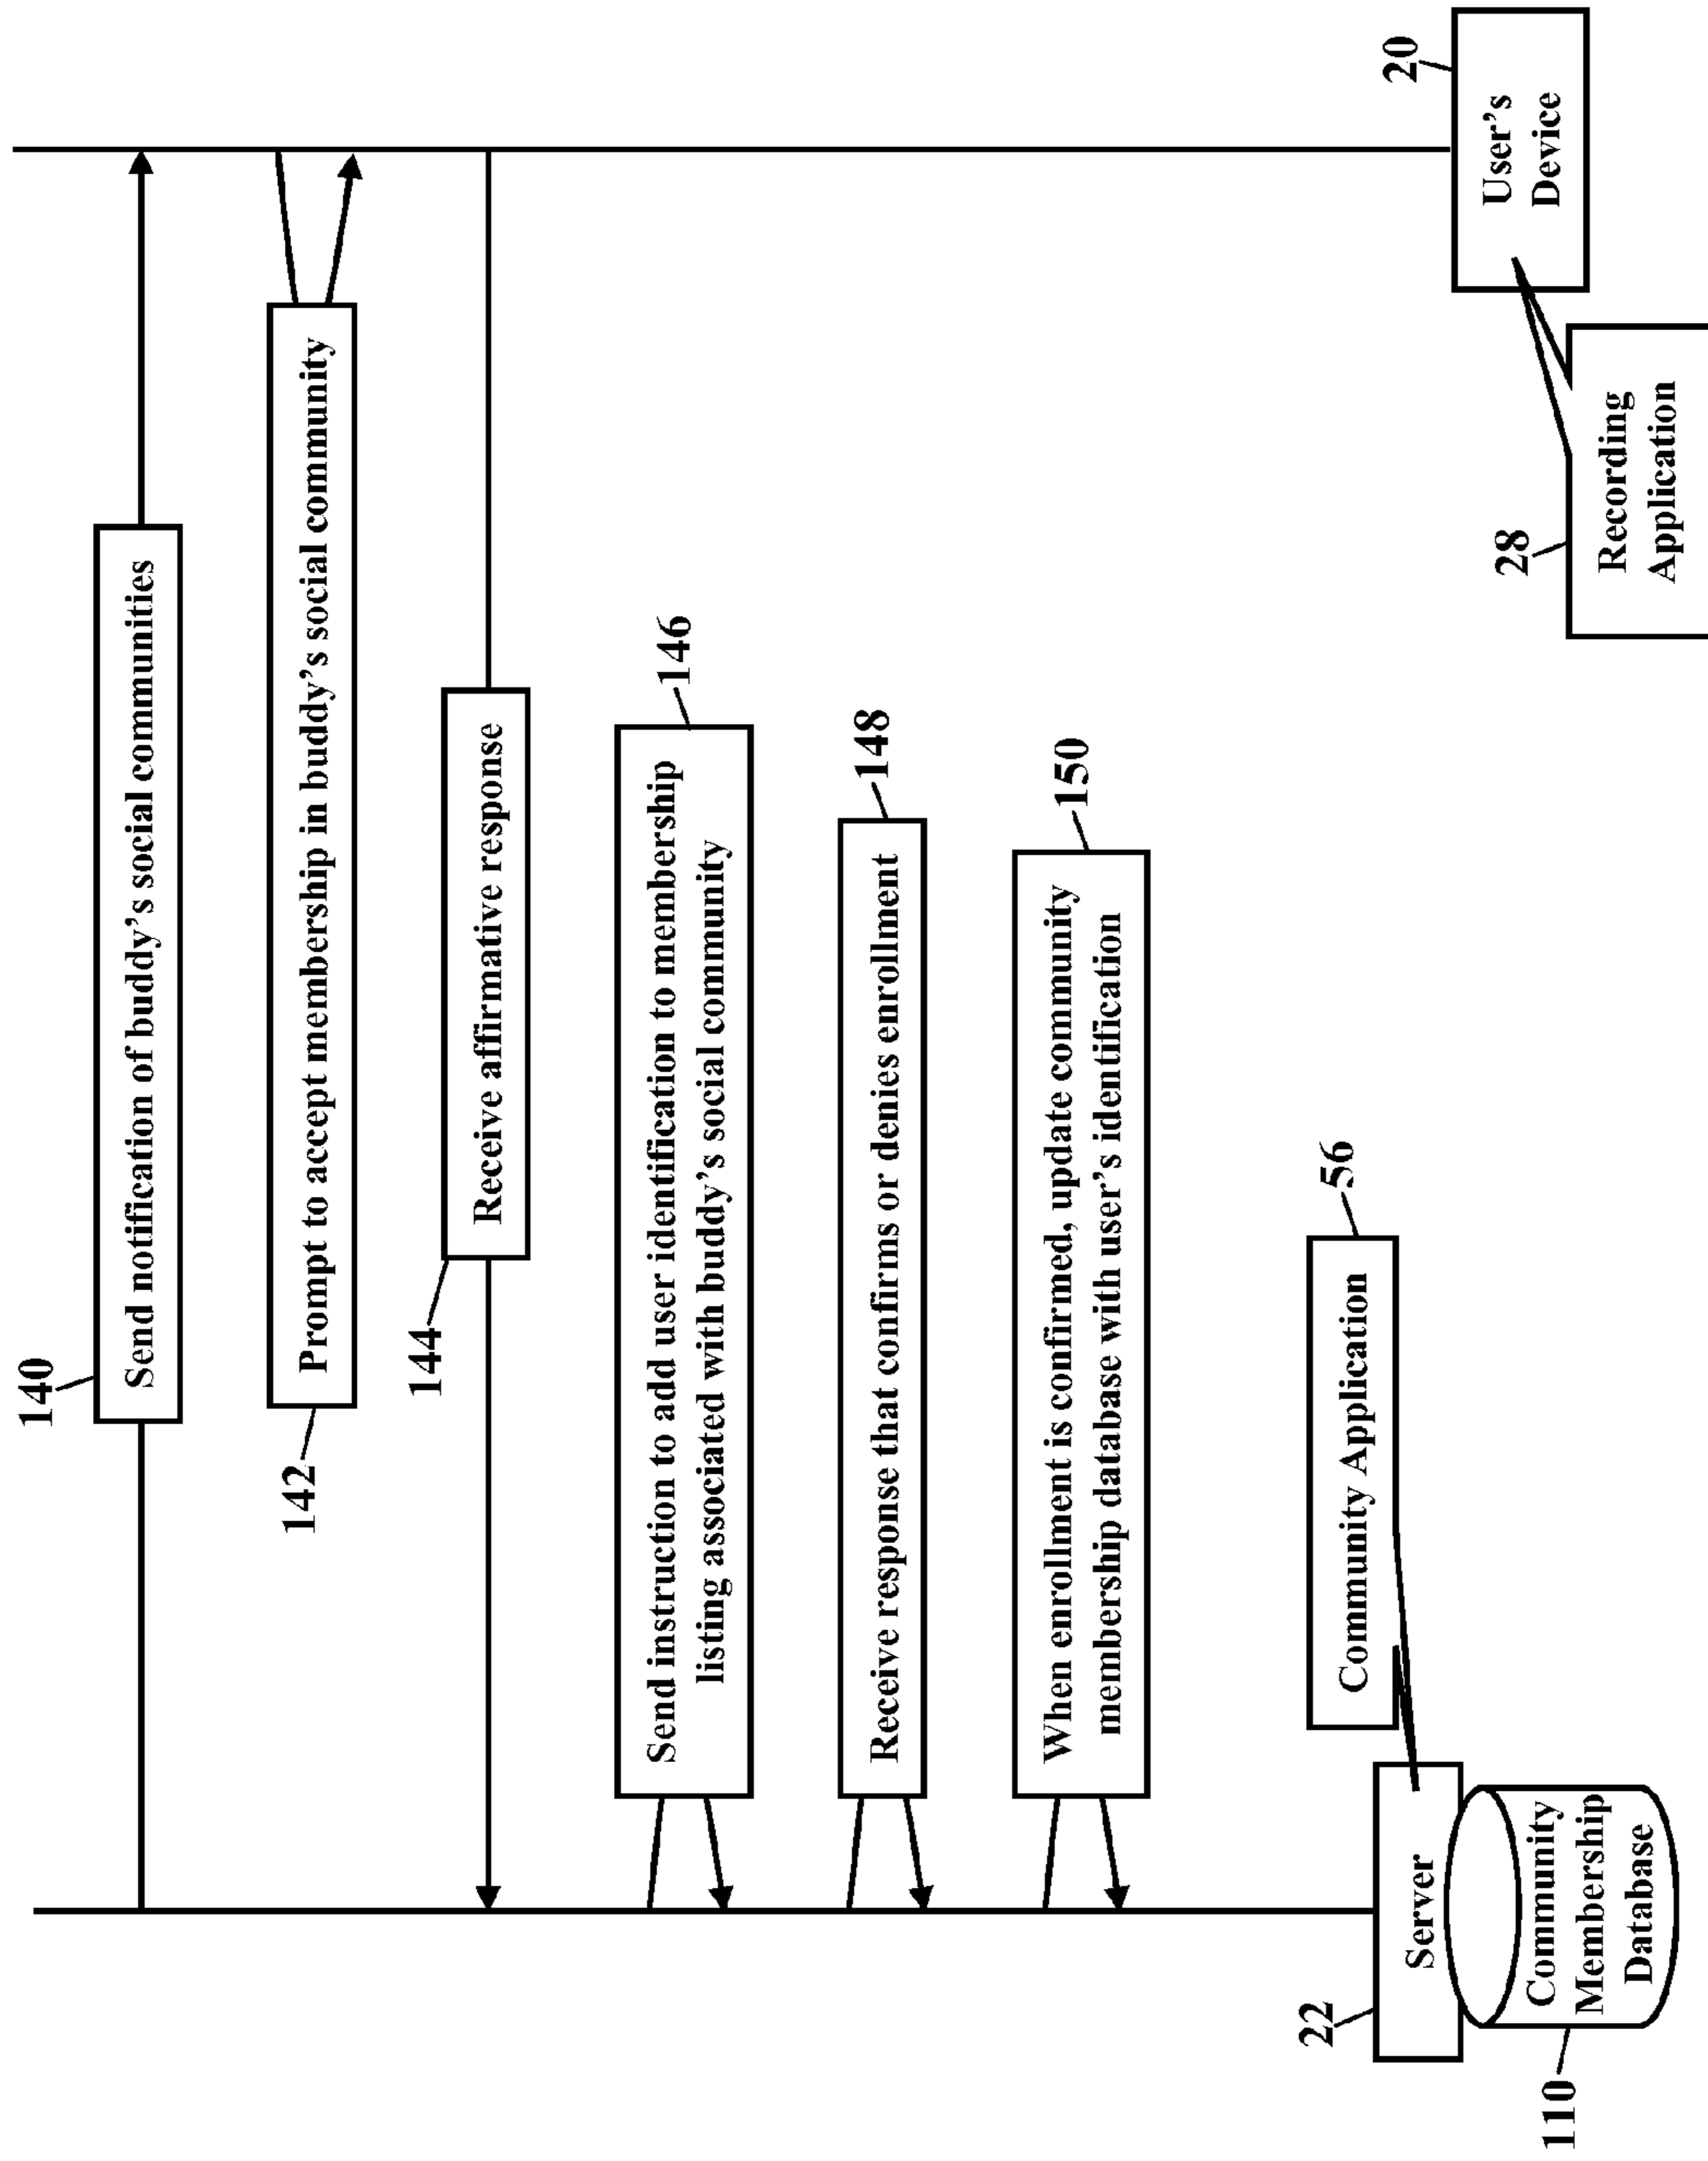 140
Send notification of buddy's social communities
142
Prompt to accept membership in buddy's social community
144
Receive affirmative response
146
Send instruction to add user identification to membership
listing associated with buddy's social community
148
Receive response that confirms or denies enrollment
150
When enrollment is confirmed, update community
membership database with user's identification
56
Community Application
22
Server
110
Community
Membership
Database
20
User's
Device
28
Recording
Application